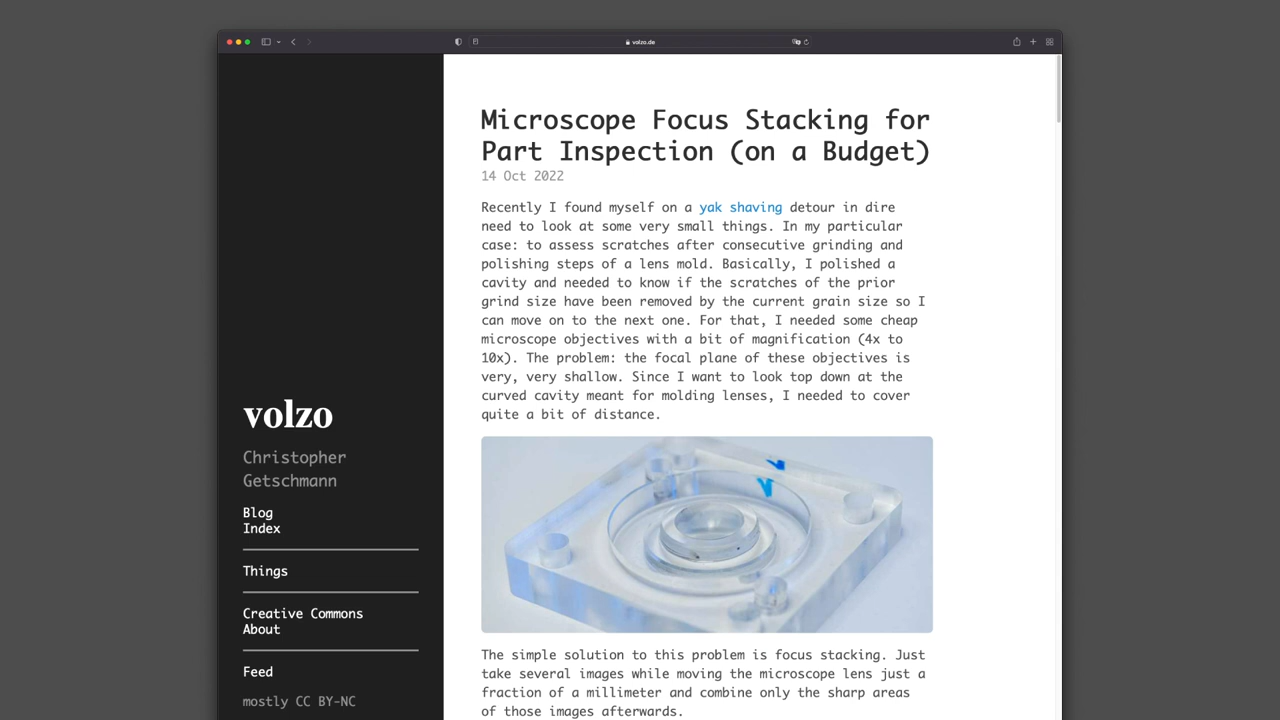 volzo.de
Microscope Focus Stacking for
Part Inspection (on a Budget)
14 Oct 2022
Recently I found myself on a yak shaving detour in dire
need to look at some very small things. In my particular
case: to assess scratches after consecutive grinding and
polishing steps of a lens mold. Basically, I polished a
cavity and needed to know if the scratches of the prior
grind size have been removed by the current grain size so I
can move on to the next one. For that, I needed some cheap
microscope objectives with a bit of magnification (4x to
10x). The problem: the focal plane of these objectives is
very, very shallow. Since I want to look top down at the
curved cavity meant for molding lenses, I needed to cover
quite a bit of distance.
The simple solution to this problem is focus stacking. Just
take several images while moving the microscope lens just a
fraction of a millimeter and combine only the sharp areas
of those images afterwards.
volzo
Christopher
Getschmann
Blog
Index
Things
Creative Commons
About
Feed
mostly CC BY-NC